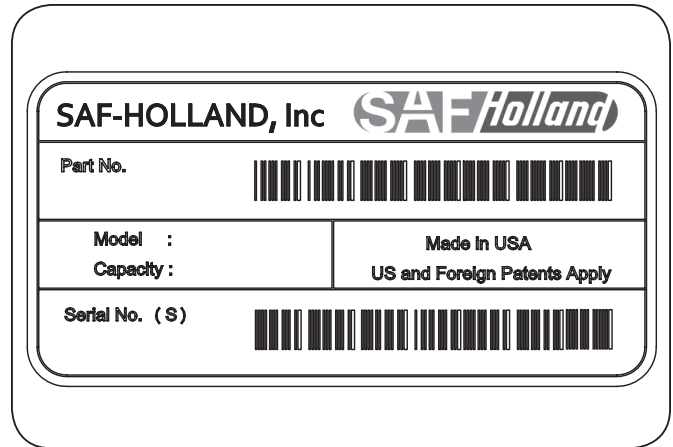 SAF-HOLLAND, Inc SAF Holland
Part No.
Model :
Capacity :
Made in USA
US and Foreign Patents Apply
Serial No. (S)